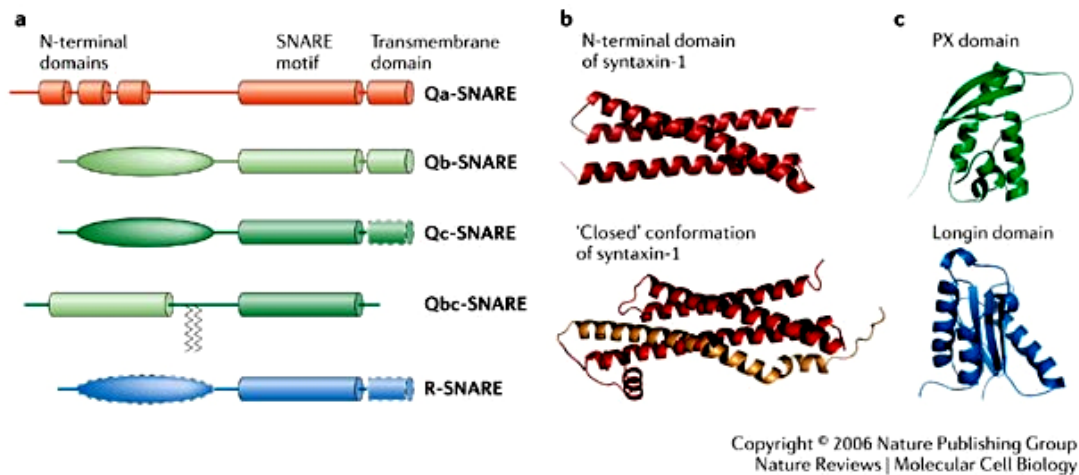 a
N-terminal
domains
SNARE
motif
Transmembrane
domain
Qa-SNARE
Qb-SNARE
Qc-SNARE
Qbc-SNARE
R-SNARE
b
N-terminal domain
of syntaxin-1
'Closed' conformation
of syntaxin-1
c
PX domain
Longin domain
Copyright © 2006 Nature Publishing Group
Nature Reviews | Molecular Cell Biology